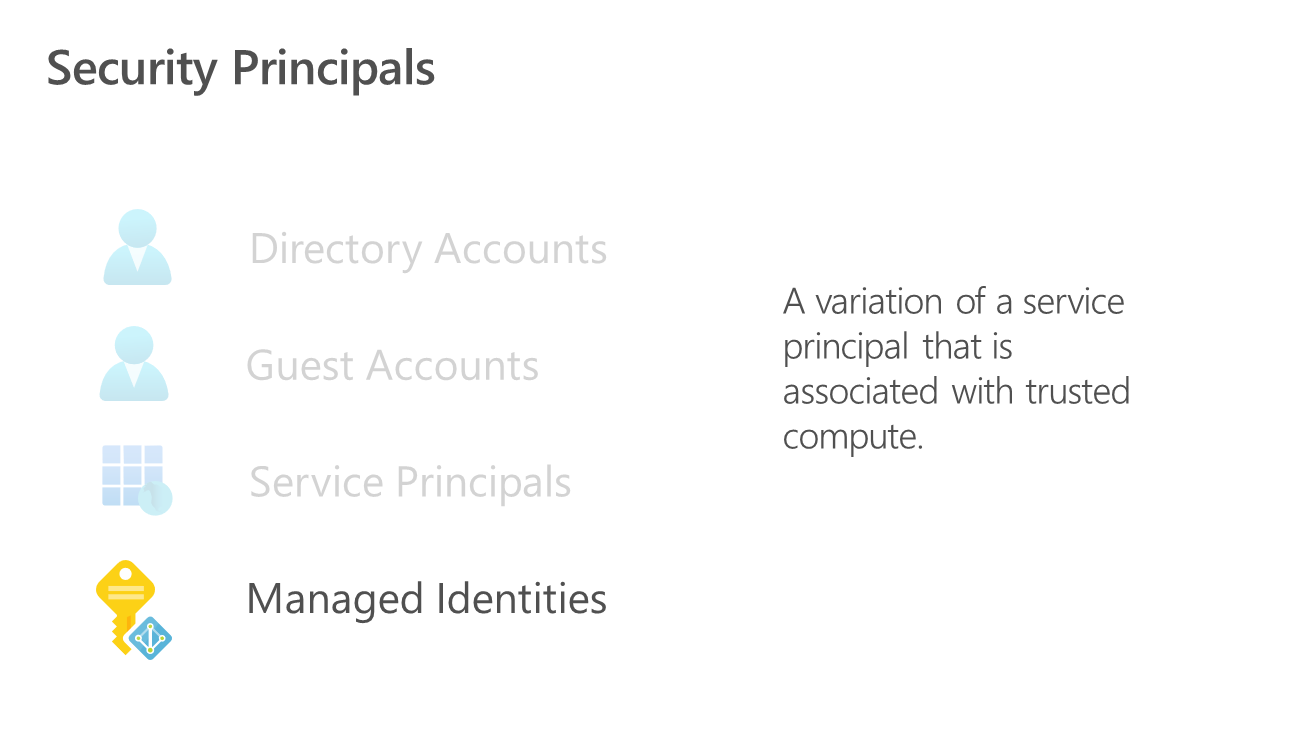 Security Principals
Directory Accounts
Guest Accounts
Service Principals
Managed Identities
A variation of a service
principal that is
associated with trusted
compute.